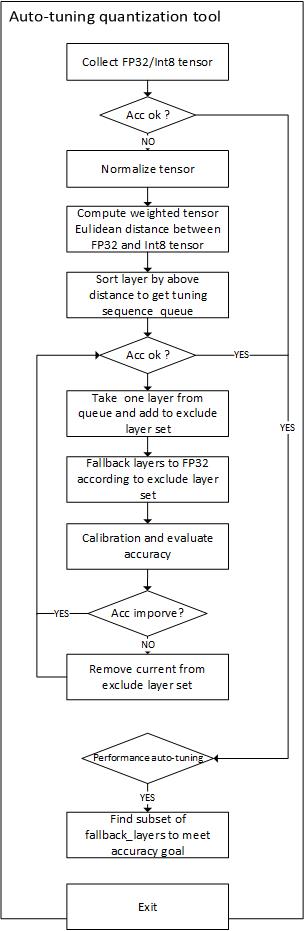 Auto-tuning quantization tool
Collect FP32/Int8 tensor
Acc ok ?
NO
Normalize tensor
Compute weighted tensor
Eulidean distance between
FP32 and Int8 tensor
Sort layer by above
distance to get tuning
sequence queue
Acc ok ?
YES
Take one layer from
queue and add to exclude
layer set
YES
Fallback layers to FP32
according to exclude layer
set
Calibration and evaluate
accuracy
Acc imporve?
YES
NO
Remove current from
exclude layer set
Performance auto-tuning
YES
Find subset of
fallback_layers to meet
accuracy goal
Exit